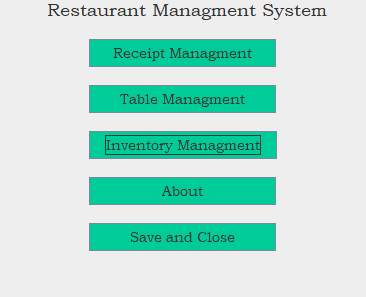 Restaurant Managment System
Receipt Managment
Table Managment
Inventory Managment
About
Save and Close